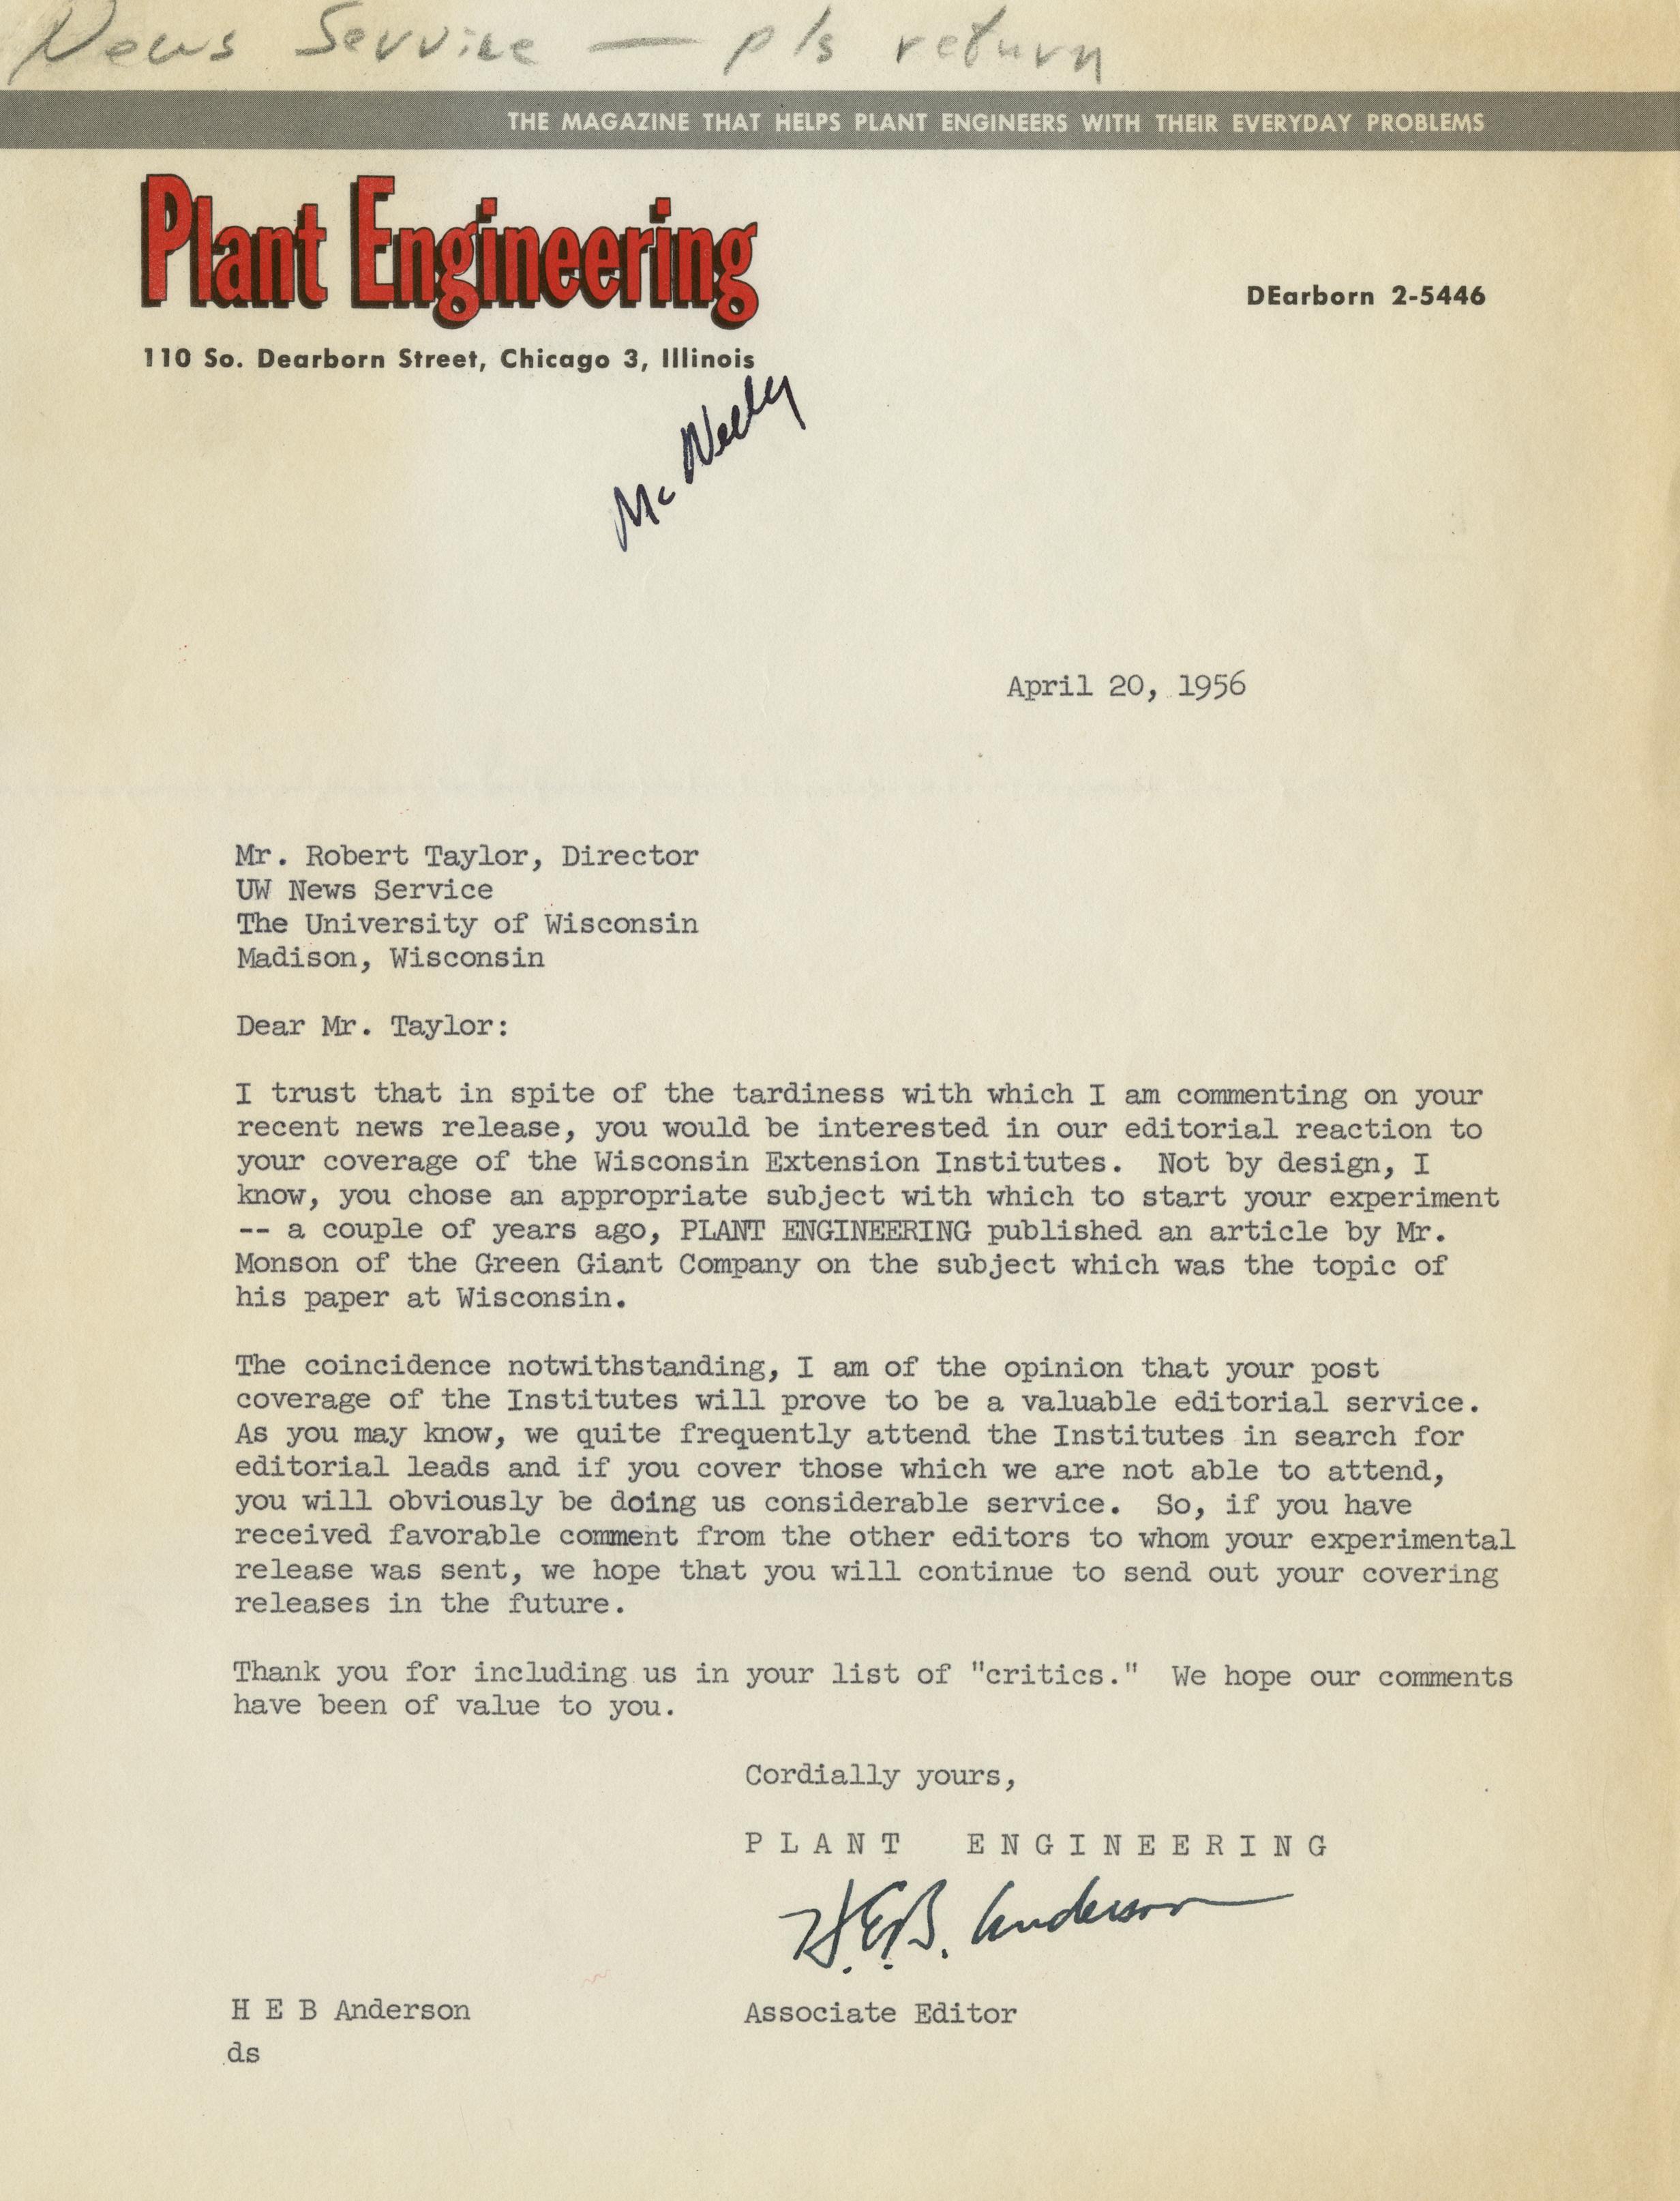 News Service — pls return
THE MAGAZINE THAT HELPS PLANT ENGINEERS WITH THEIR EVERYDAY PROBLEMS
Plant Engineering
DEarborn 2-5446
110 So. Dearborn Street, Chicago 3, Illinois
McNelly
April 20, 1956
Mr. Robert Taylor, Director
UW News Service
The University of Wisconsin
Madison, Wisconsin
Dear Mr. Taylor:
I trust that in spite of the tardiness with which I am commenting on your
recent news release, you would be interested in our editorial reaction to
your coverage of the Wisconsin Extension Institutes.  Not by design, I
know, you chose an appropriate subject with which to start your experiment
-- a couple of years ago, PLANT ENGINEERING published an article by Mr.
Monson of the Green Giant Company on the subject which was the topic of
his paper at Wisconsin.
The coincidence notwithstanding, I am of the opinion that your post
coverage of the Institutes will prove to be a valuable editorial service.
As you may know, we quite frequently attend the Institutes in search for
editorial leads and if you cover those which we are not able to attend,
you will obviously be doing us considerable service.  So, if you have
received favorable comment from the other editors to whom your experimental
release was sent, we hope that you will continue to send out your covering
releases in the future.
Thank you for including us in your list of "critics."  We hope our comments
have been of value to you.
Cordially yours,
PLANT ENGINEERING
H.E.B. Anderson
H E B Anderson
Associate Editor
ds